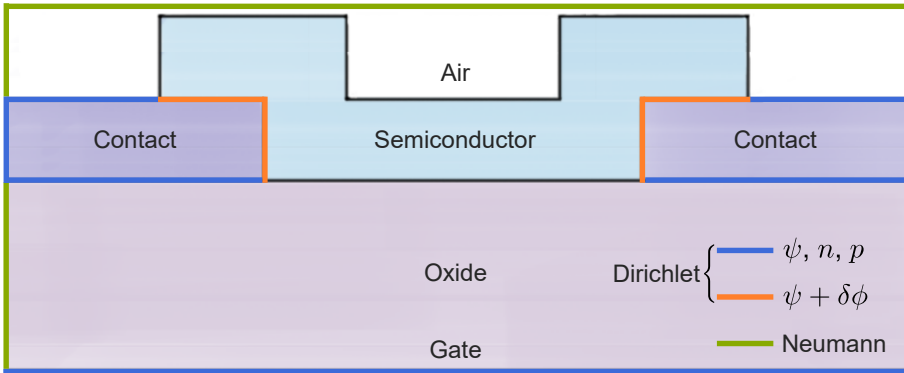 Air
Contact
Semiconductor
Contact
Oxide
Dirichlet
ψ, n, p
ψ + δϕ
Gate
Neumann